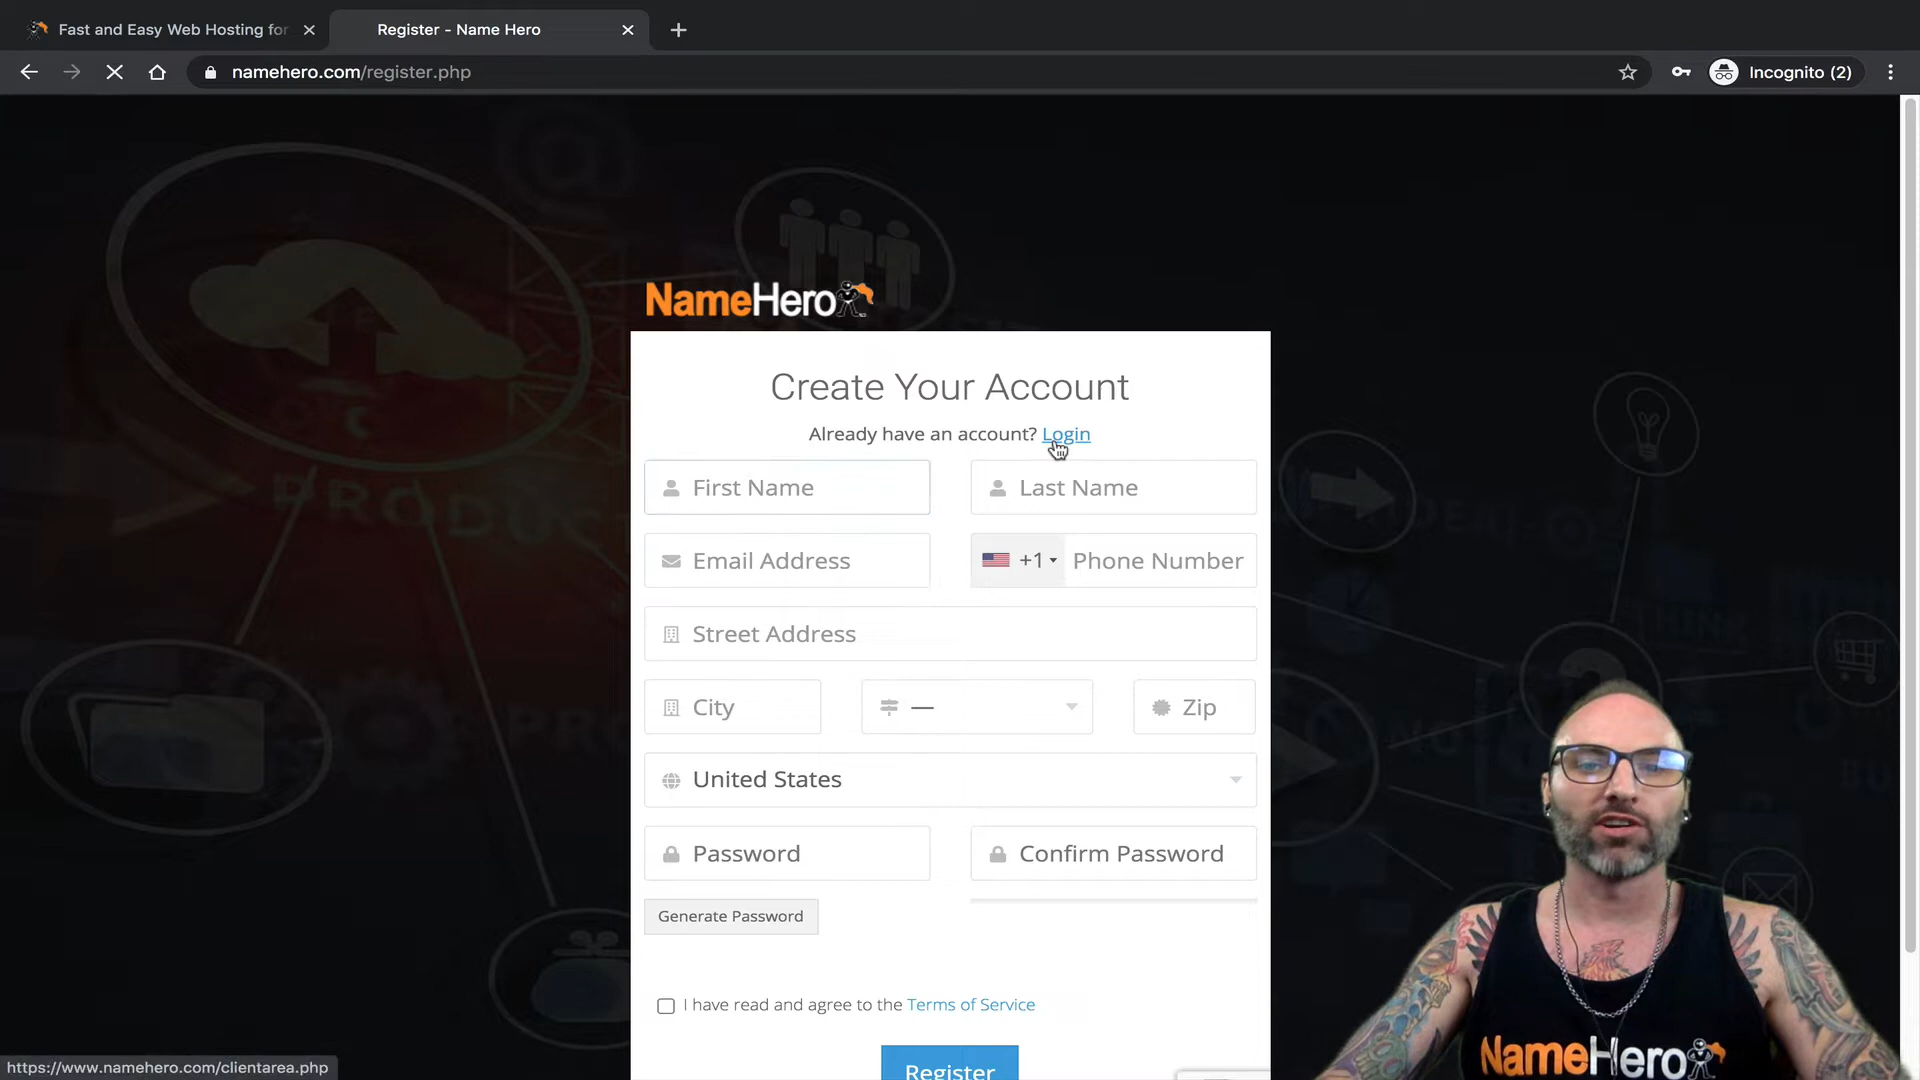 Fast and Easy Web Hosting for
Register - Name Hero
namehero.com/register.php
Incognito (2)
NameHero
Create Your Account
Already have an account? Login
First Name
Last Name
Email Address
+1
Phone Number
Street Address
City
—
Zip
United States
Password
Confirm Password
Generate Password
I have read and agree to the Terms of Service
Register
https://www.namehero.com/clientarea.php
NameHero